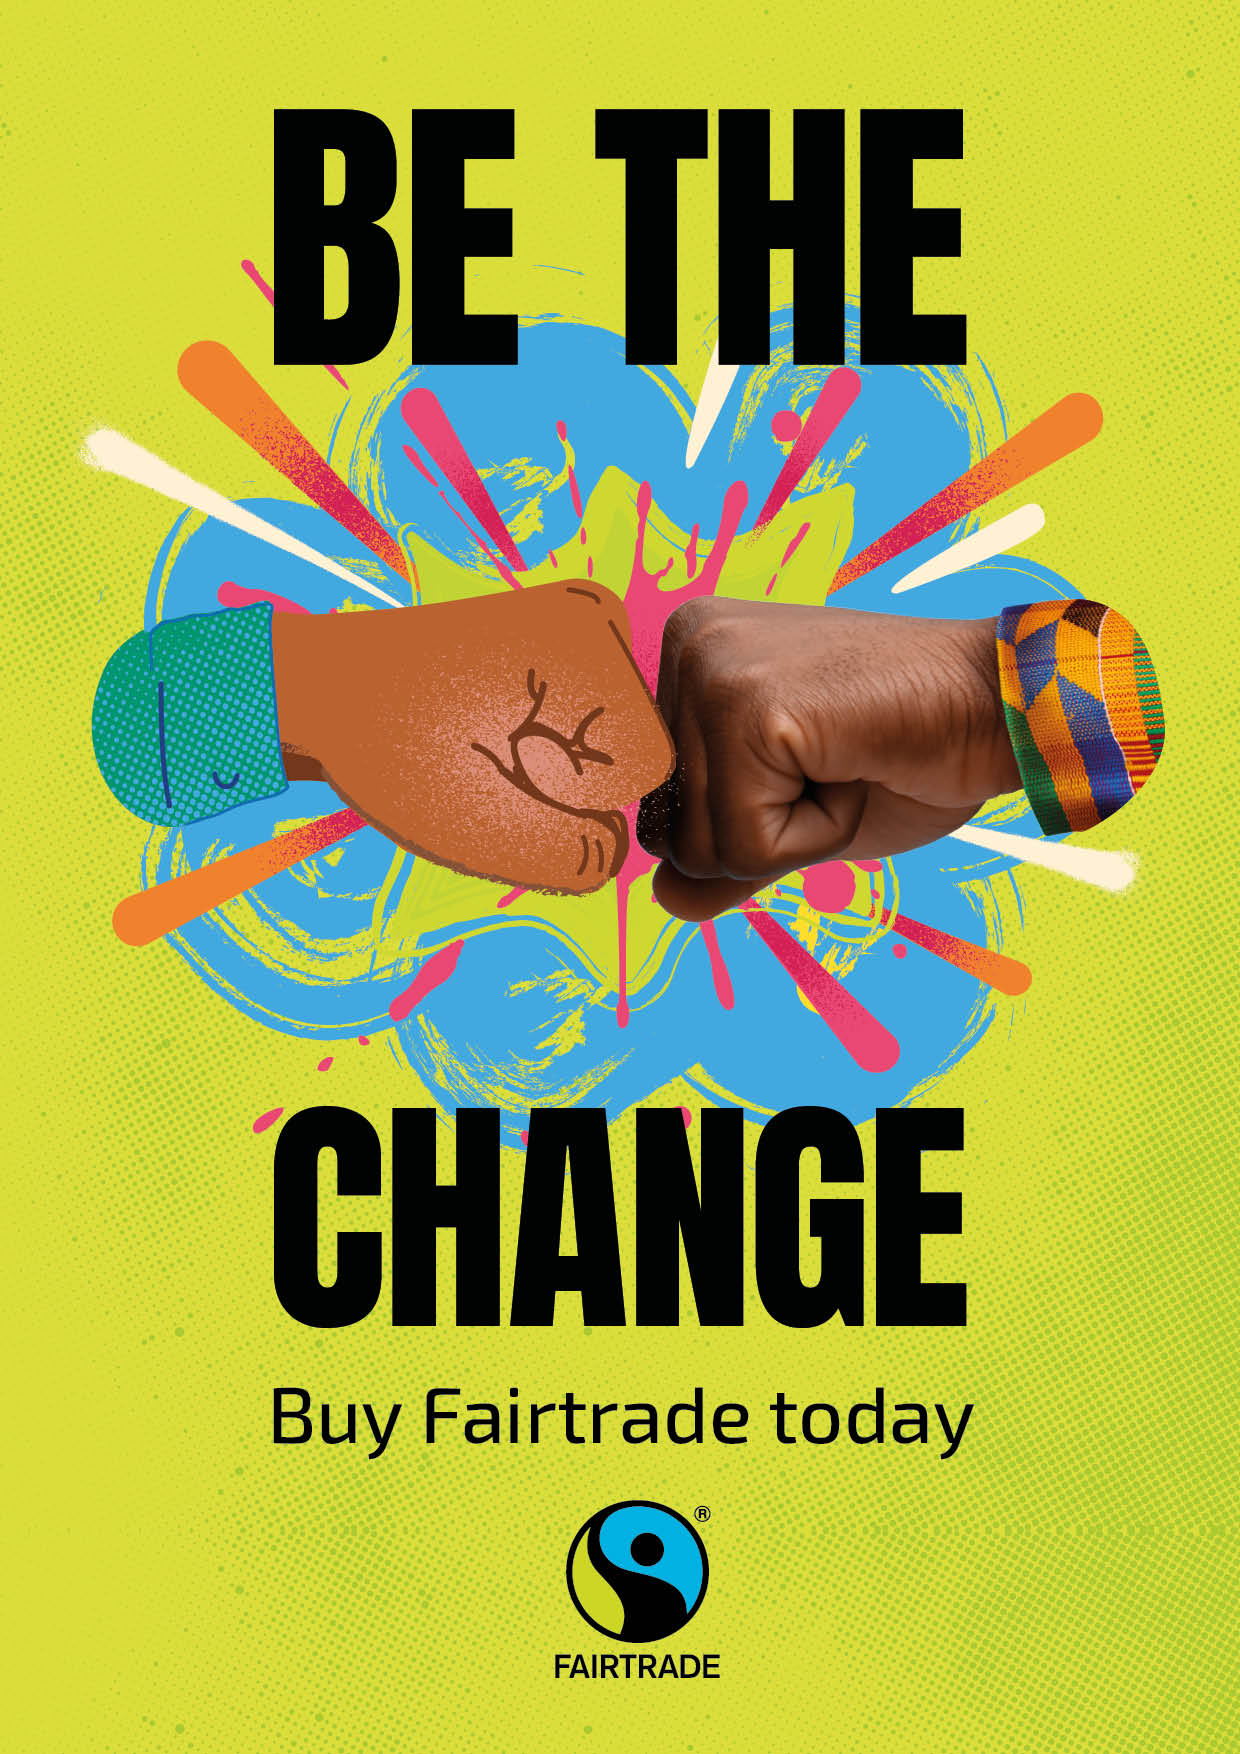 BE THE
CHANGE
Buy Fairtrade today
®
FAIRTRADE